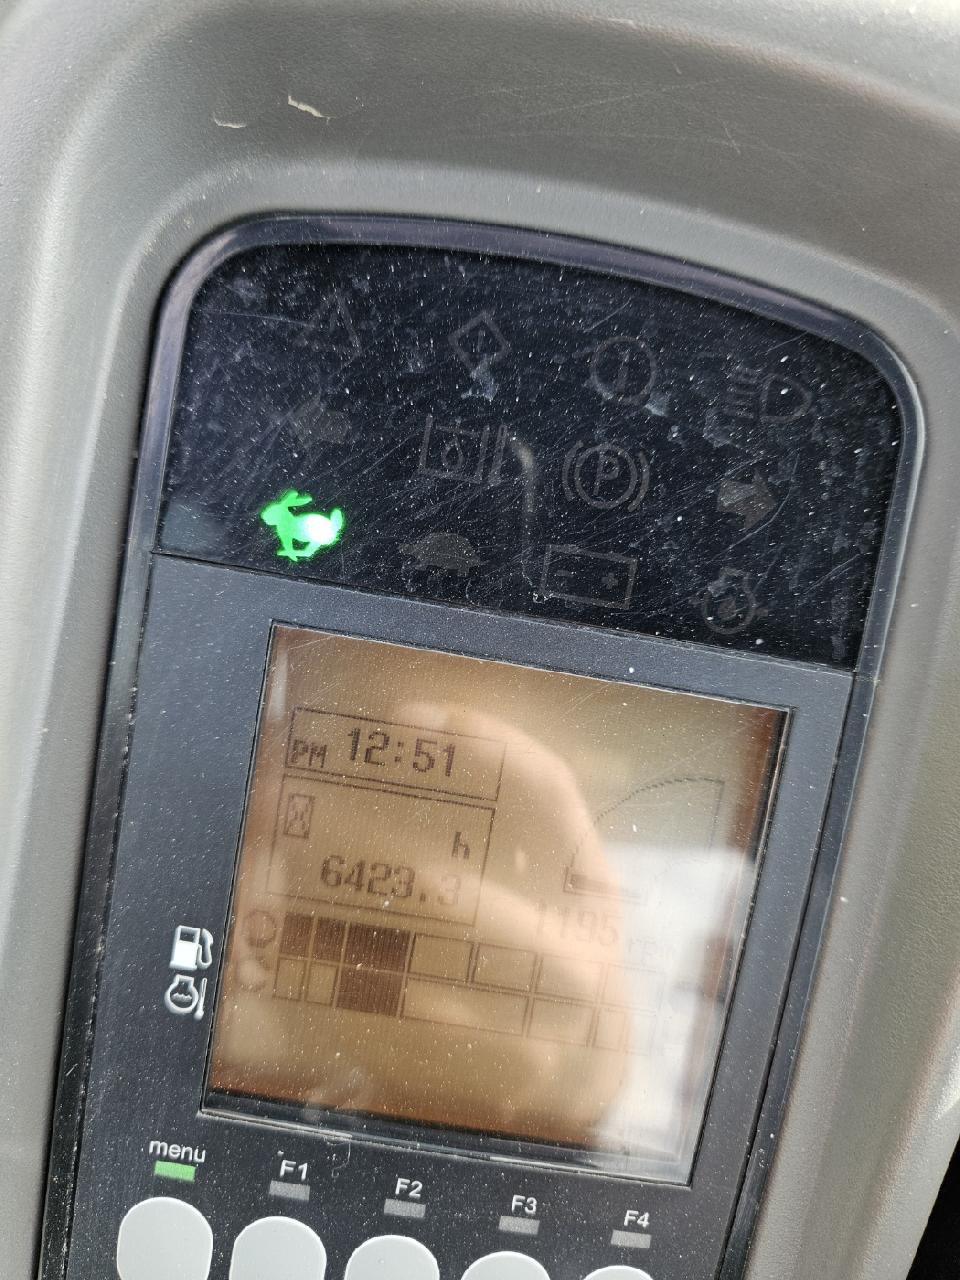 P
- +
PM 12:51
h
6423.3
1195 rpm
menu F1 F2 F3 F4